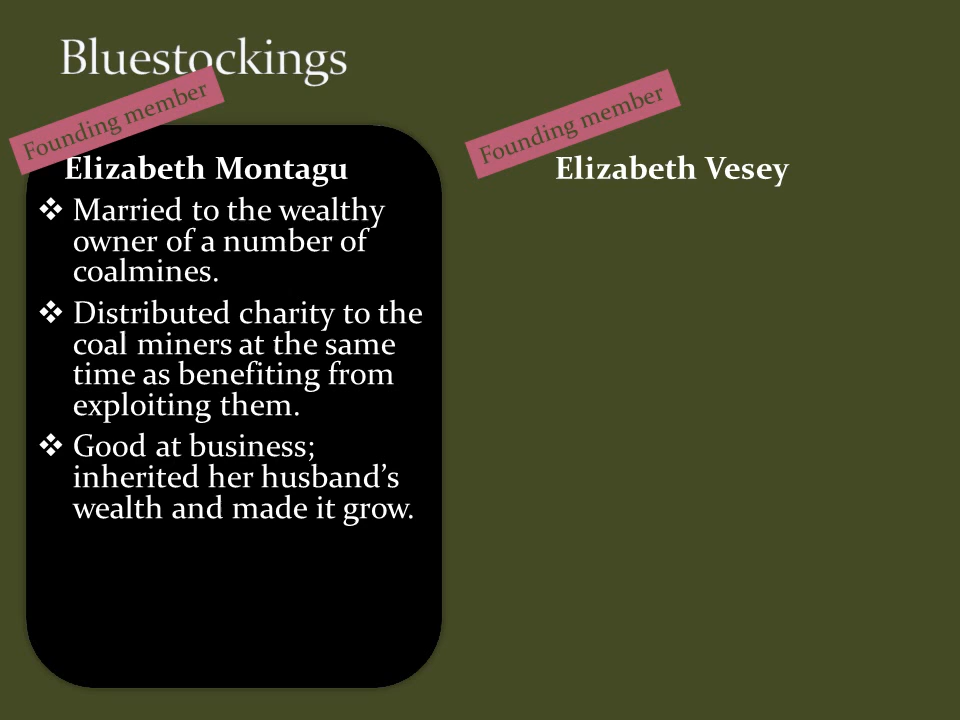 Bluestockings
Founding member
Elizabeth Montagu
❖ Married to the wealthy
owner of a number of
coalmines.
❖ Distributed charity to the
coal miners at the same
time as benefiting from
exploiting them.
❖ Good at business;
inherited her husband’s
wealth and made it grow.
Founding member
Elizabeth Vesey